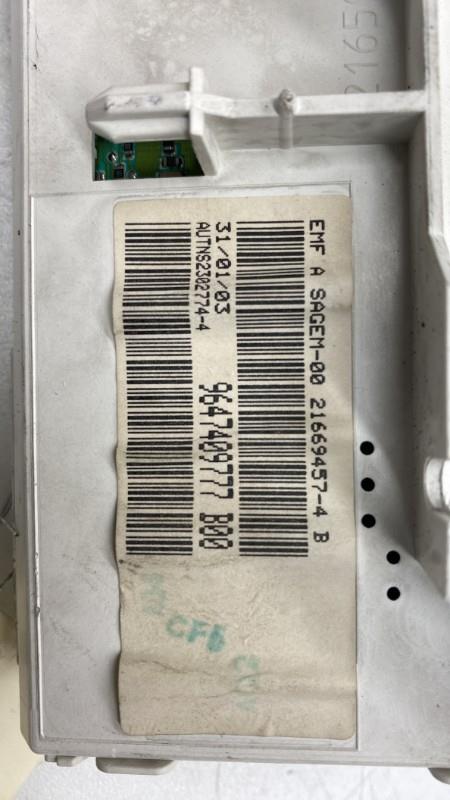 EMF A SAGEM-00 21669457-4 B
31/01/03
9647409777 B00
AUTNS2302774-4